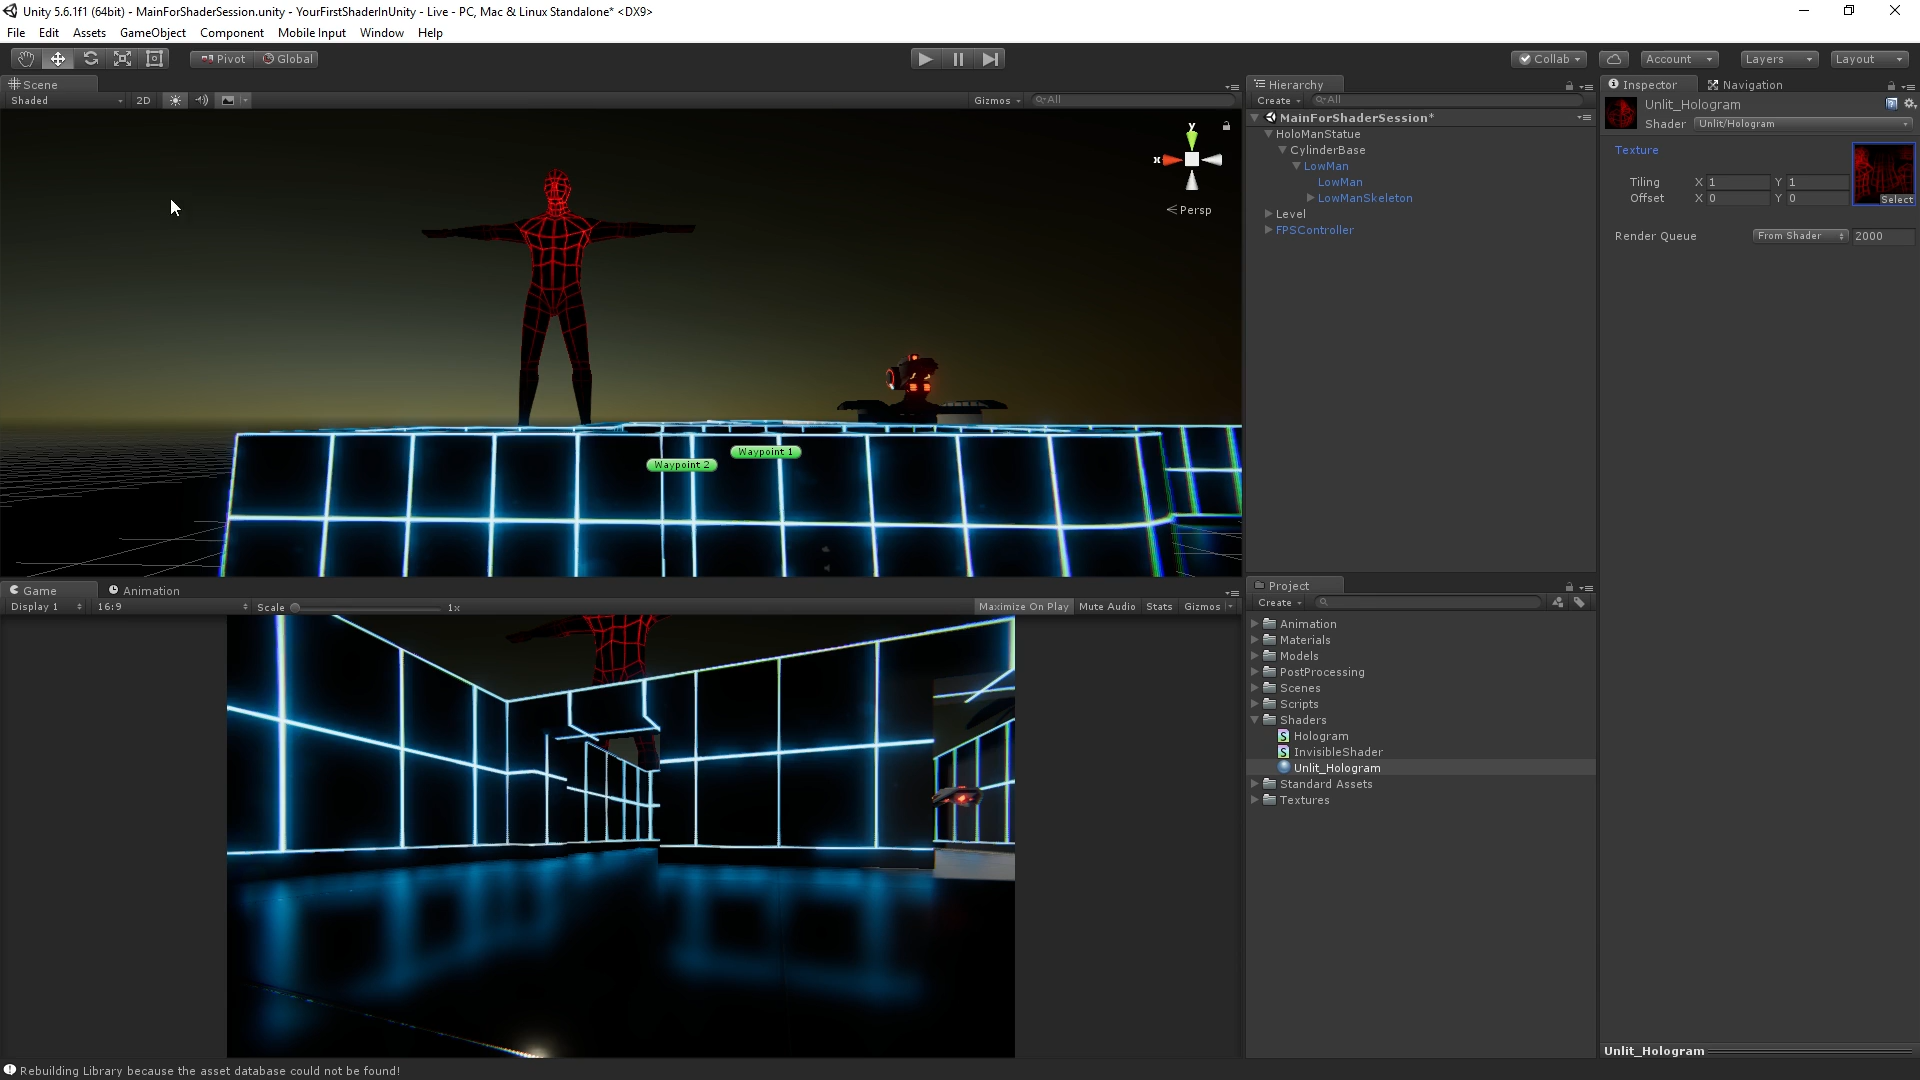 Unity 5.6.1f1 (64bit) - MainForShaderSession.unity - YourFirstShaderInUnity - Live - PC, Mac & Linux Standalone* <DX9>
File Edit Assets GameObject Component Mobile Input Window Help
Pivot Global Collab Account Layers Layout
Scene
Shaded 2D Gizmos All
y
x
Persp
Waypoint 1
Waypoint 2
Game Animation
Display 1 16:9 Scale 1x Maximize On Play Mute Audio Stats Gizmos
Hierarchy
Create All
MainForShaderSession*
HoloManStatue
CylinderBase
LowMan
LowMan
LowManSkeleton
Level
FPSController
Project
Create
Animation
Materials
Models
PostProcessing
Scenes
Scripts
Shaders
Hologram
InvisibleShader
Unlit_Hologram
Standard Assets
Textures
Inspector Navigation
Unlit_Hologram
Shader Unlit/Hologram
Texture
Tiling X 1 Y 1
Offset X 0 Y 0
Select
Render Queue From Shader 2000
Unlit_Hologram
Rebuilding Library because the asset database could not be found!